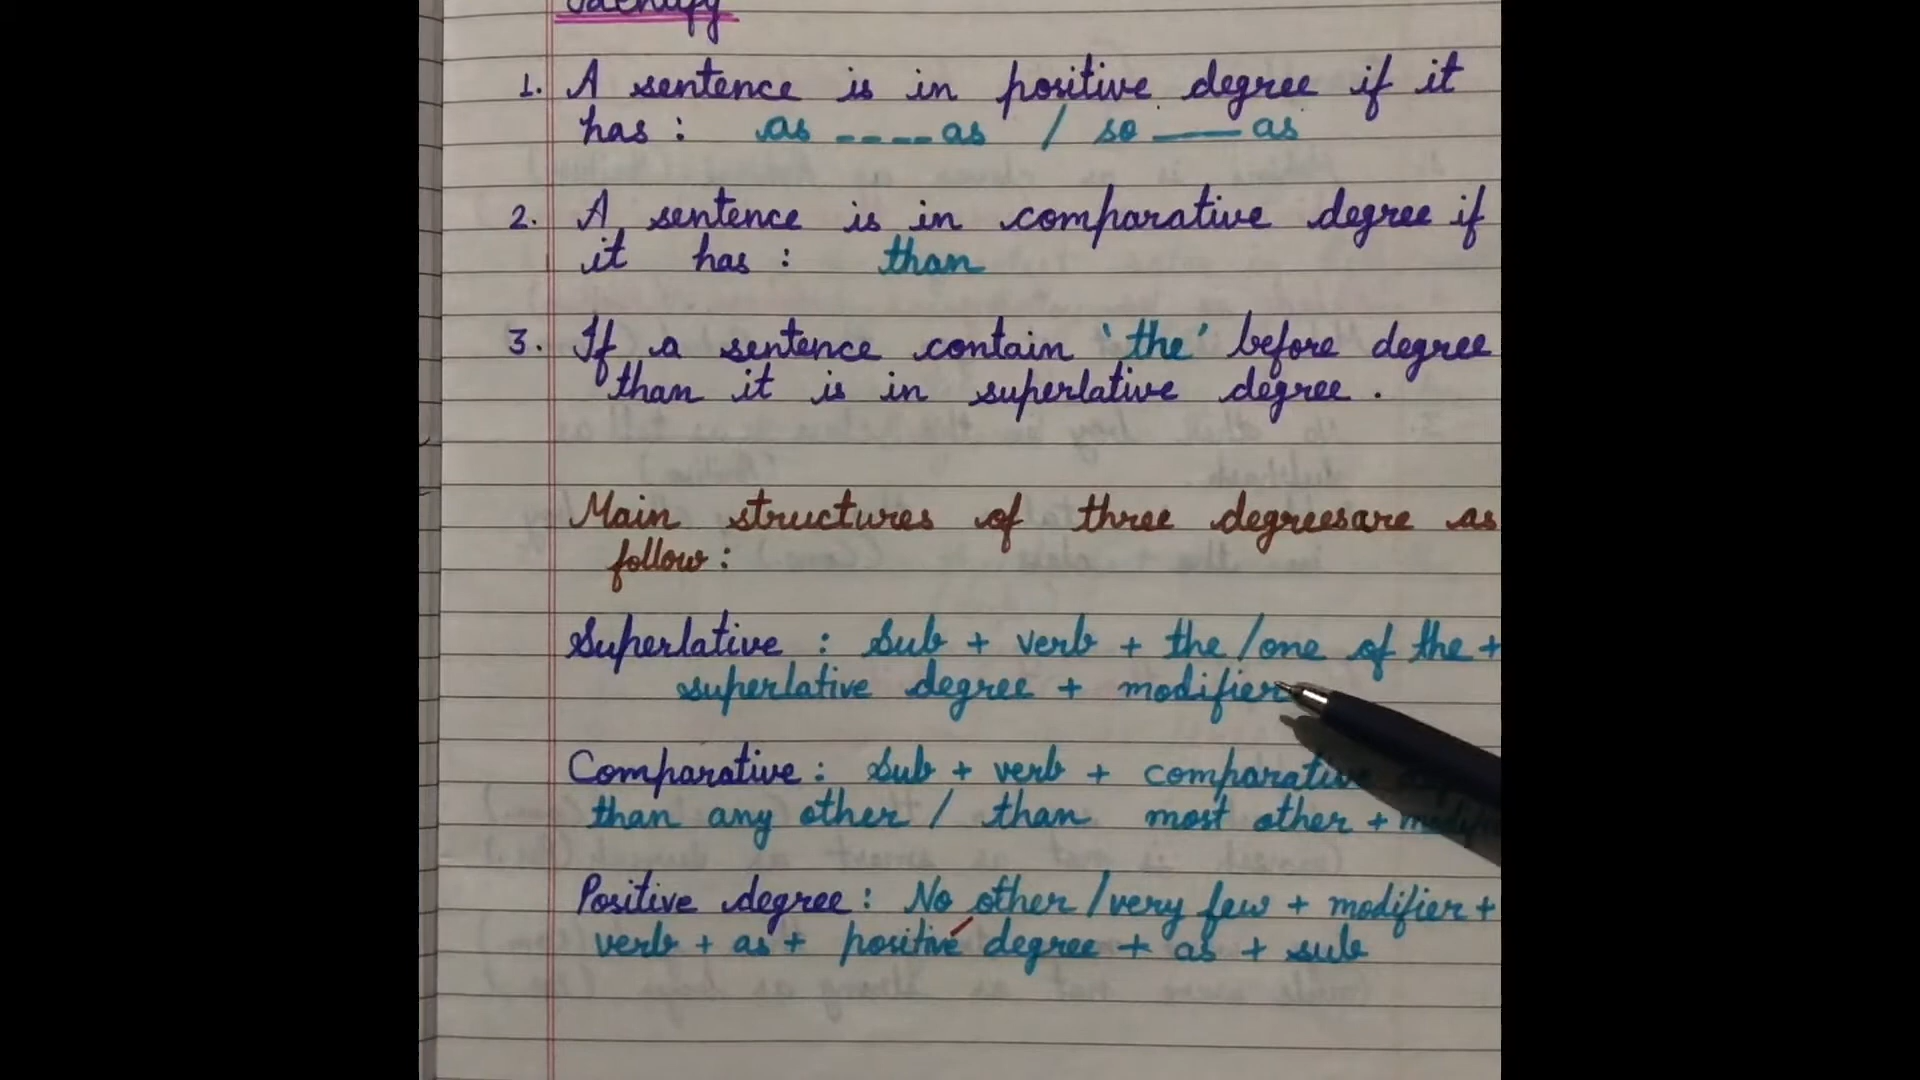 Identify
1. A sentence is in positive degree if it
has : as ---- as / so —— as
2. A sentence is in comparative degree if
it has : than
3. If a sentence contain 'the' before degree
than it is in superlative degree .
Main structures of three degreesare as
follow :
Superlative : Sub + verb + the /one of the +
superlative degree + modifier
Comparative : Sub + verb + comparative
than any other / than most other +
Positive degree : No other /very few + modifier +
verb + as + positive degree + as + sub